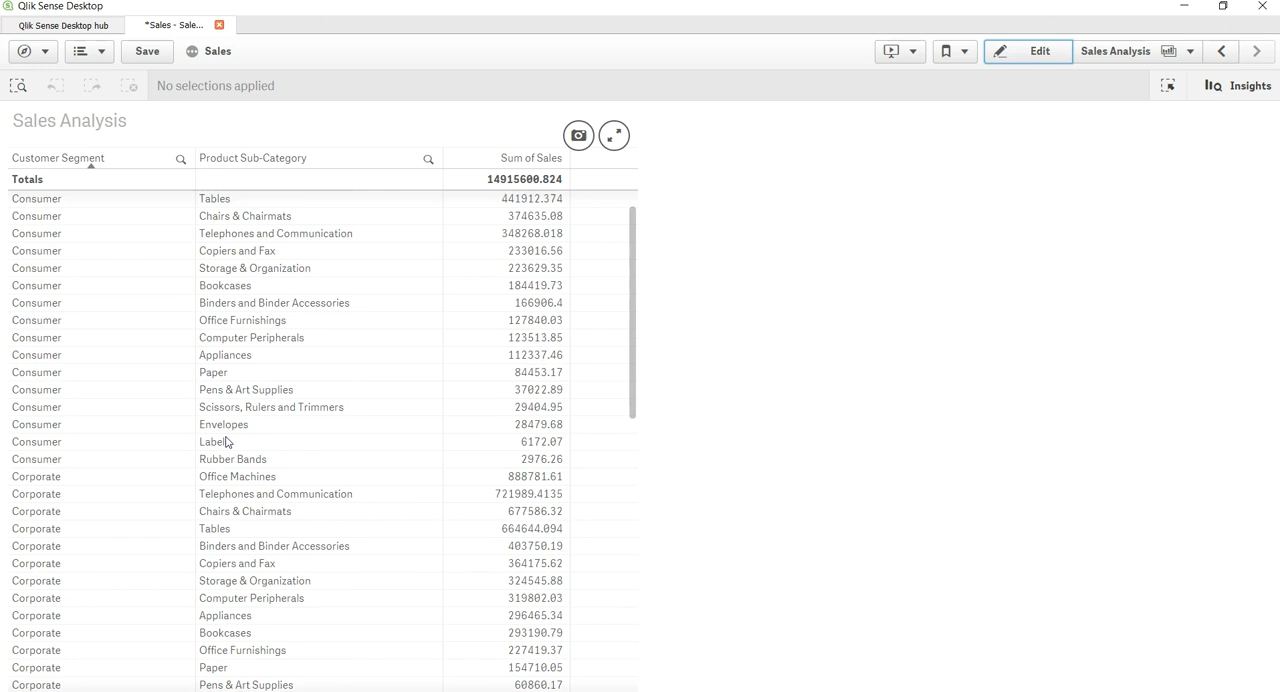 Qlik Sense Desktop
Qlik Sense Desktop hub
*Sales - Sale...
Save
Sales
Edit
Sales Analysis
No selections applied
Insights
Sales Analysis
Customer Segment Product Sub-Category Sum of Sales
Totals 14915600.824
Consumer Tables 441912.374
Consumer Chairs & Chairmats 374635.08
Consumer Telephones and Communication 348268.018
Consumer Copiers and Fax 233016.56
Consumer Storage & Organization 223629.35
Consumer Bookcases 184419.73
Consumer Binders and Binder Accessories 166906.4
Consumer Office Furnishings 127840.03
Consumer Computer Peripherals 123513.85
Consumer Appliances 112337.46
Consumer Paper 84453.17
Consumer Pens & Art Supplies 37022.89
Consumer Scissors, Rulers and Trimmers 29404.95
Consumer Envelopes 28479.68
Consumer Labels 6172.07
Consumer Rubber Bands 2976.26
Corporate Office Machines 888781.61
Corporate Telephones and Communication 721989.4135
Corporate Chairs & Chairmats 677586.32
Corporate Tables 664644.094
Corporate Binders and Binder Accessories 403750.19
Corporate Copiers and Fax 364175.62
Corporate Storage & Organization 324545.88
Corporate Computer Peripherals 319802.03
Corporate Appliances 296465.34
Corporate Bookcases 293190.79
Corporate Office Furnishings 227419.37
Corporate Paper 154710.05
Corporate Pens & Art Supplies 60860.17